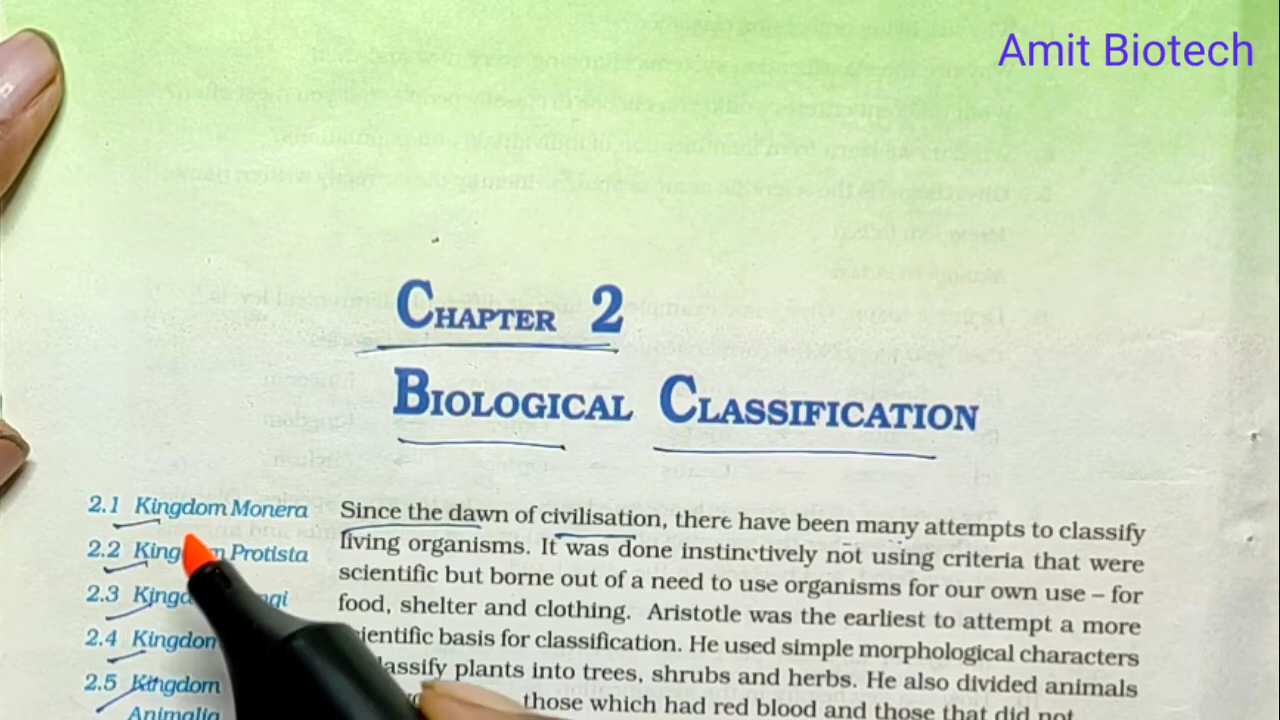 Amit Biotech
CHAPTER 2
BIOLOGICAL CLASSIFICATION
2.1 Kingdom Monera
2.2 Protista
2.3
2.4
2.5 Kingdom
Animalia
Since the dawn of civilisation, there have been many attempts to classify
living organisms. It was done instinctively not using criteria that were
scientific but borne out of a need to use organisms for our own use – for
food, shelter and clothing. Aristotle was the earliest to attempt a more
scientific basis for classification. He used simple morphological characters
classify plants into trees, shrubs and herbs. He also divided animals
those which had red blood and those that did not